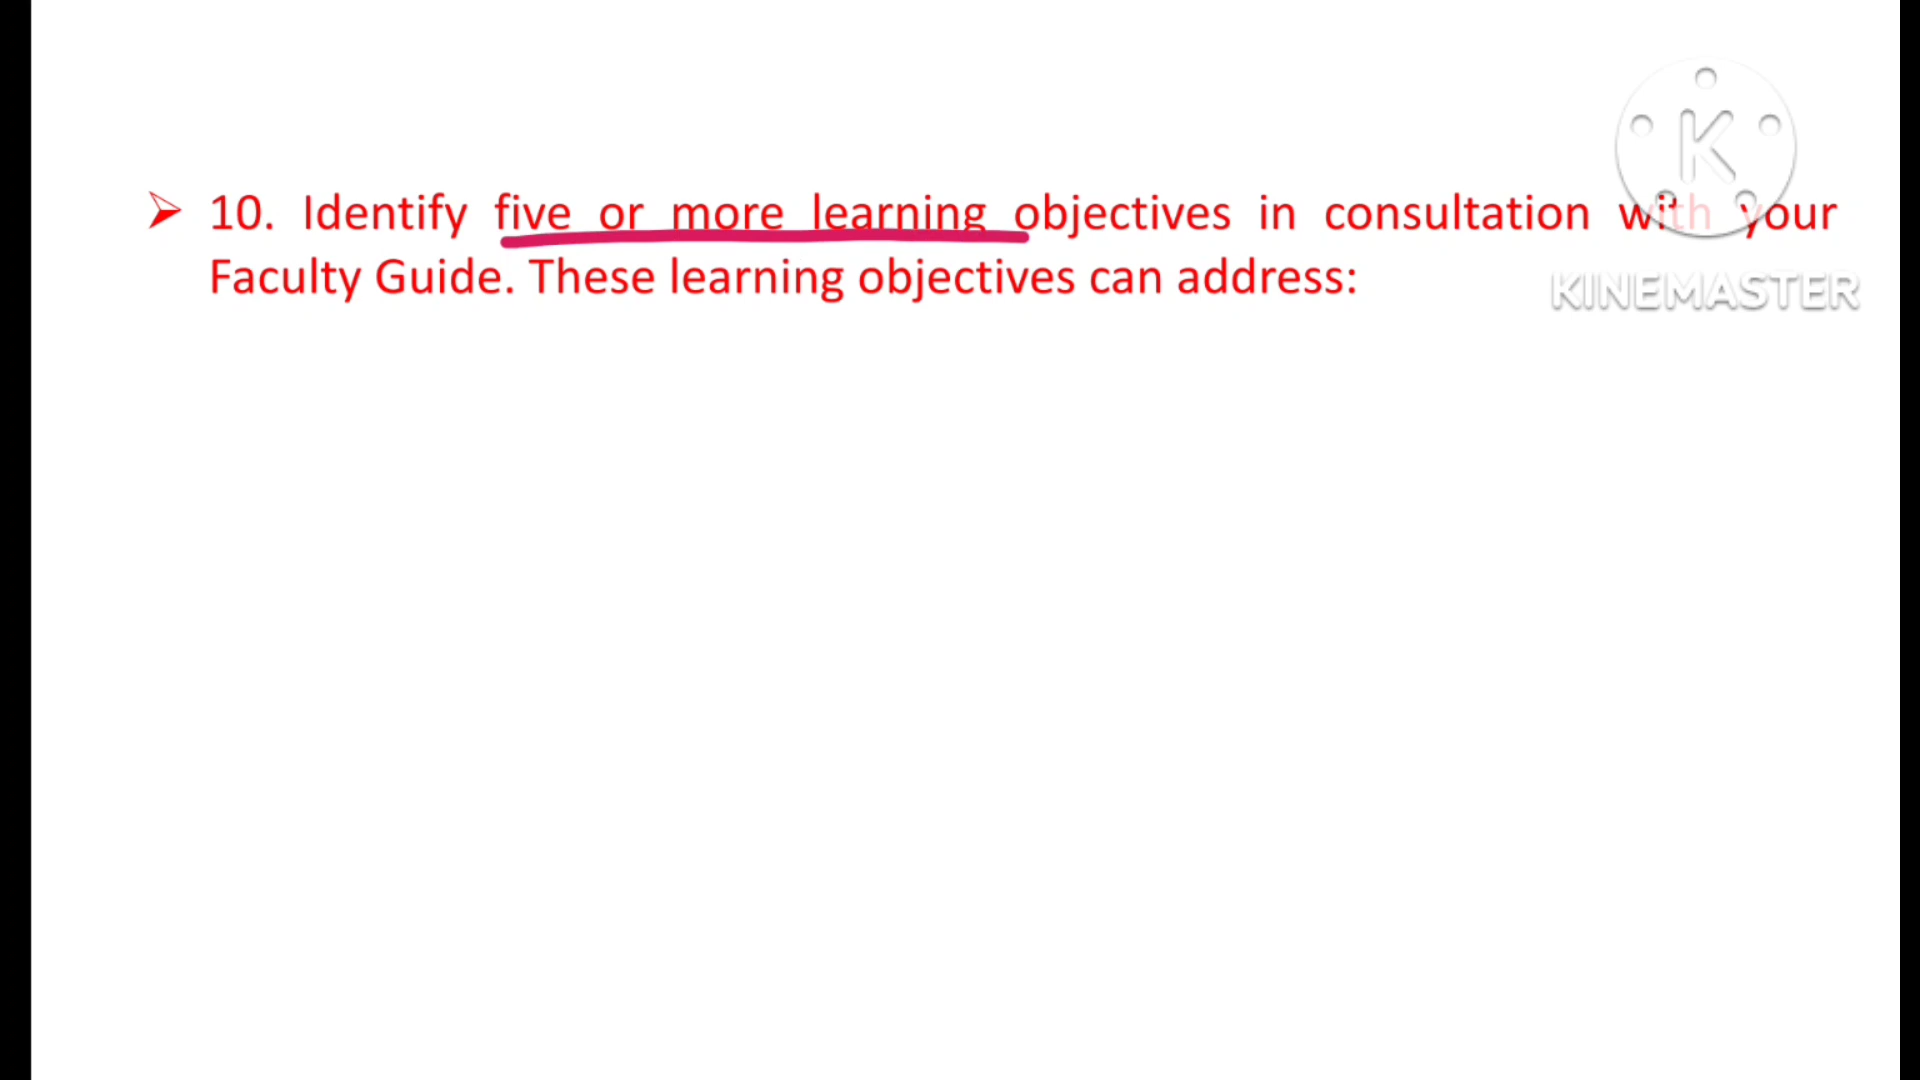 ➢ 10. Identify five or more learning objectives in consultation with your
Faculty Guide. These learning objectives can address:
K
KINEMASTER